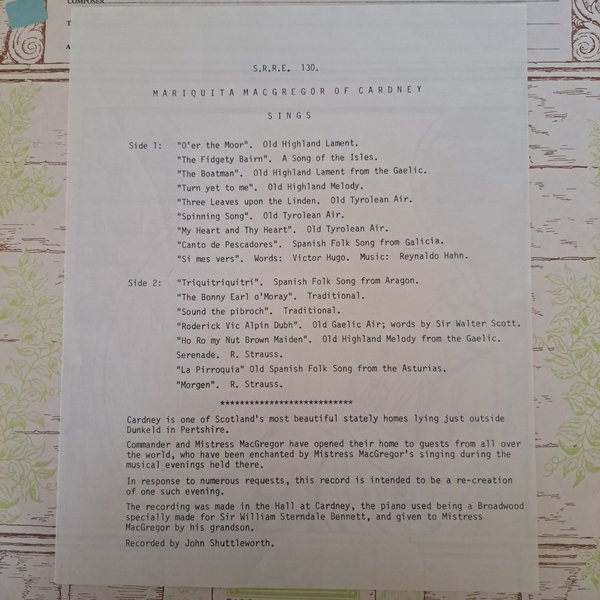 COMPOSER
T
A
S.R.R.E. 130.
MARIQUITA MACGREGOR OF CARDNEY
SINGS
Side 1: "O'er the Moor". Old Highland Lament.
"The Fidgety Bairn". A Song of the Isles.
"The Boatman". Old Highland Lament from the Gaelic.
"Turn yet to me". Old Highland Melody.
"Three Leaves upon the Linden. Old Tyrolean Air.
"Spinning Song". Old Tyrolean Air.
"My Heart and Thy Heart". Old Tyrolean Air.
"Canto de Pescadores". Spanish Folk Song from Galicia.
"Si mes vers". Words: Victor Hugo. Music: Reynaldo Hahn.
Side 2: "Triquitriquitri". Spanish Folk Song from Aragon.
"The Bonny Earl o'Moray". Traditional.
"Sound the pibroch". Traditional.
"Roderick Vic Alpin Dubh". Old Gaelic Air; words by Sir Walter Scott.
"Ho Ro my Nut Brown Maiden". Old Highland Melody from the Gaelic.
Serenade. R. Strauss.
"La Pirroquia" Old Spanish Folk Song from the Asturias.
"Morgen". R. Strauss.
***************************
Cardney is one of Scotland's most beautiful stately homes lying just outside
Dunkeld in Pertshire.
Commander and Mistress MacGregor have opened their home to guests from all over
the world, who have been enchanted by Mistress MacGregor's singing during the
musical evenings held there.
In response to numerous requests, this record is intended to be a re-creation
of one such evening.
The recording was made in the Hall at Cardney, the piano used being a Broadwood
specially made for Sir William Sterndale Bennett, and given to Mistress
MacGregor by his grandson.
Recorded by John Shuttleworth.